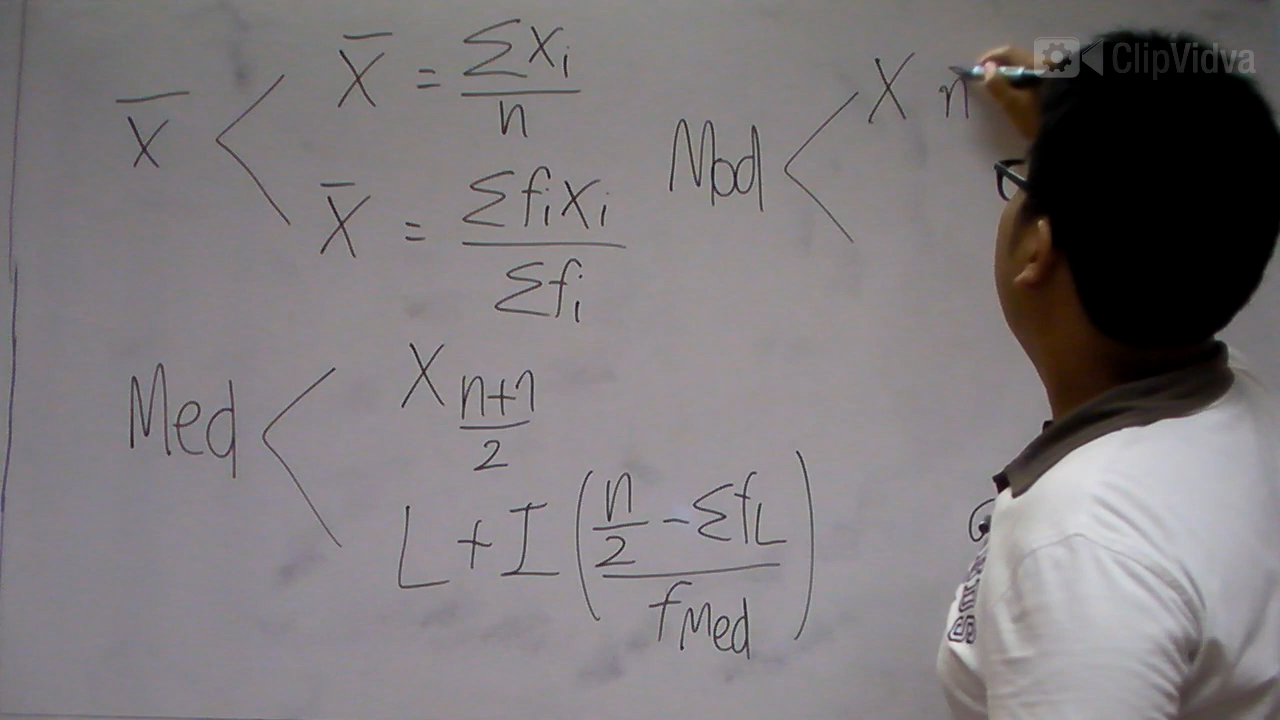 ClipVidva
X̄ < X̄ = ΣXᵢ / n
X̄ = Σfᵢxᵢ / Σfᵢ
Mod < X n
Med < X (n+1)/2
L + I ( (n/2 - ΣfL) / fMed )